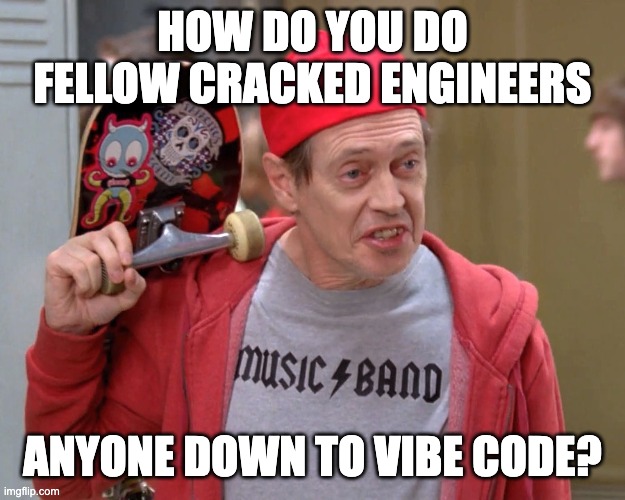 HOW DO YOU DO
FELLOW CRACKED ENGINEERS
MUSIC⚡BAND
ANYONE DOWN TO VIBE CODE?
imgflip.com